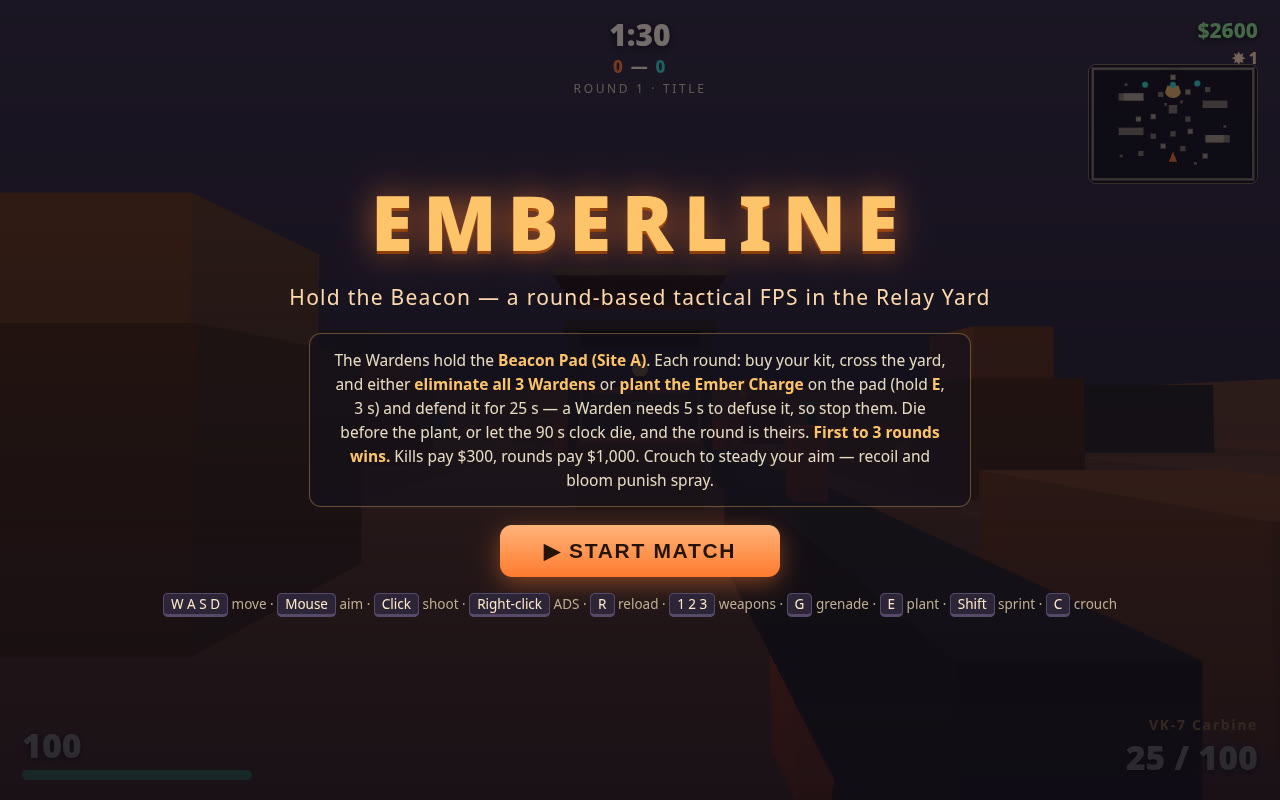 1:30
0 — 0
ROUND 1 · TITLE
$2600
✸ 1
EMBERLINE
Hold the Beacon — a round-based tactical FPS in the Relay Yard
The Wardens hold the Beacon Pad (Site A). Each round: buy your kit, cross the yard,
and either eliminate all 3 Wardens or plant the Ember Charge on the pad (hold E,
3 s) and defend it for 25 s — a Warden needs 5 s to defuse it, so stop them. Die
before the plant, or let the 90 s clock die, and the round is theirs. First to 3 rounds
wins. Kills pay $300, rounds pay $1,000. Crouch to steady your aim — recoil and
bloom punish spray.
▶ START MATCH
W A S D move · Mouse aim · Click shoot · Right-click ADS · R reload · 1 2 3 weapons · G grenade · E plant · Shift sprint · C crouch
100
VK-7 Carbine
25 / 100